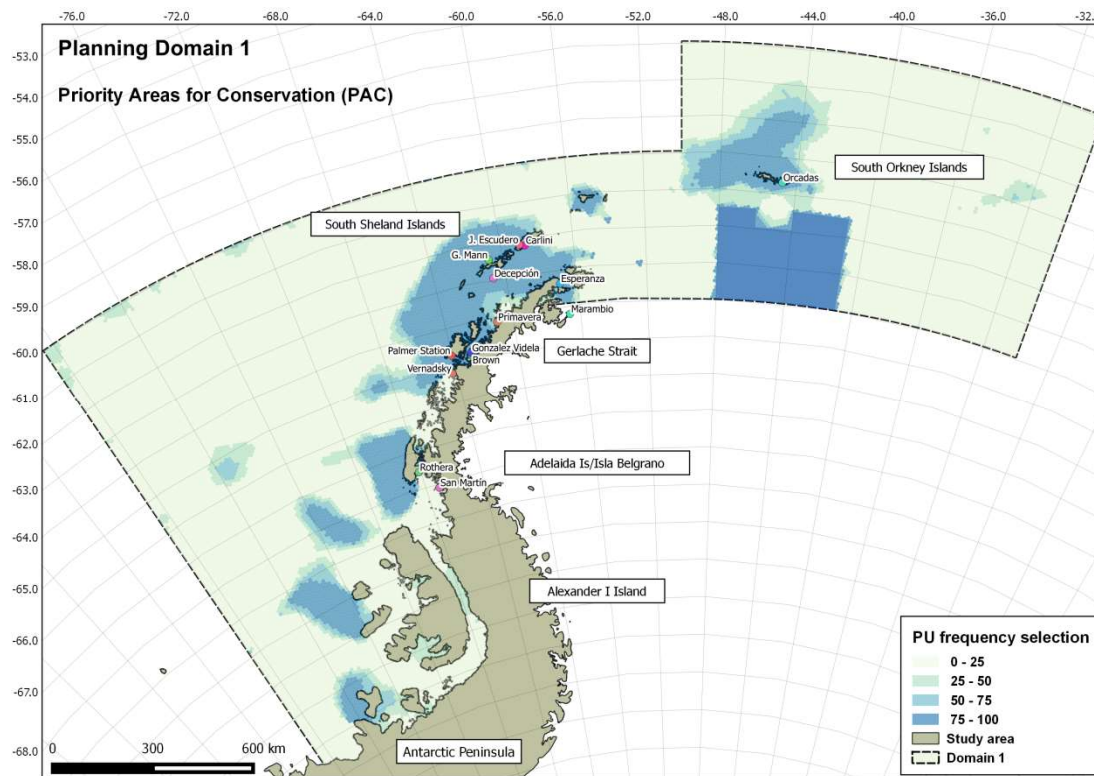 -76.0 -72.0 -68.0 -64.0 -60.0 -56.0 -52.0 -48.0 -44.0 -40.0 -36.0 -32.
Planning Domain 1
Priority Areas for Conservation (PAC)
-53.0
-54.0
-55.0
-56.0
-57.0
-58.0
-59.0
-60.0
-61.0
-62.0
-63.0
-64.0
-65.0
-66.0
-67.0
-68.0
South Orkney Islands
Orcadas
South Sheland Islands
J. Escudero
Carlini
G. Mann
Decepción
Esperanza
Primavera
Marambio
Palmer Station
Gonzalez Videla
Brown
Vernadsky
Gerlache Strait
Rothera
San Martín
Adelaida Is/Isla Belgrano
Alexander I Island
Antarctic Peninsula
0 300 600 km
PU frequency selection
0 - 25
25 - 50
50 - 75
75 - 100
Study area
Domain 1